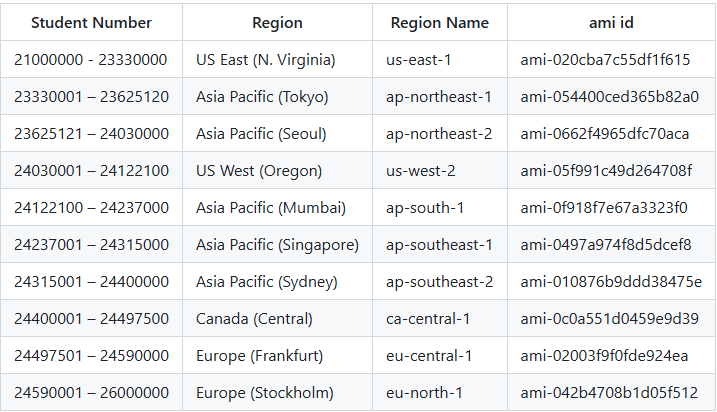 Student Number Region Region Name ami id
21000000 - 23330000 US East (N. Virginia) us-east-1 ami-020cba7c55df1f615
23330001 – 23625120 Asia Pacific (Tokyo) ap-northeast-1 ami-054400ced365b82a0
23625121 – 24030000 Asia Pacific (Seoul) ap-northeast-2 ami-0662f4965dfc70aca
24030001 – 24122100 US West (Oregon) us-west-2 ami-05f991c49d264708f
24122100 – 24237000 Asia Pacific (Mumbai) ap-south-1 ami-0f918f7e67a3323f0
24237001 – 24315000 Asia Pacific (Singapore) ap-southeast-1 ami-0497a974f8d5dcef8
24315001 – 24400000 Asia Pacific (Sydney) ap-southeast-2 ami-010876b9ddd38475e
24400001 – 24497500 Canada (Central) ca-central-1 ami-0c0a551d0459e9d39
24497501 – 24590000 Europe (Frankfurt) eu-central-1 ami-02003f9f0fde924ea
24590001 – 26000000 Europe (Stockholm) eu-north-1 ami-042b4708b1d05f512